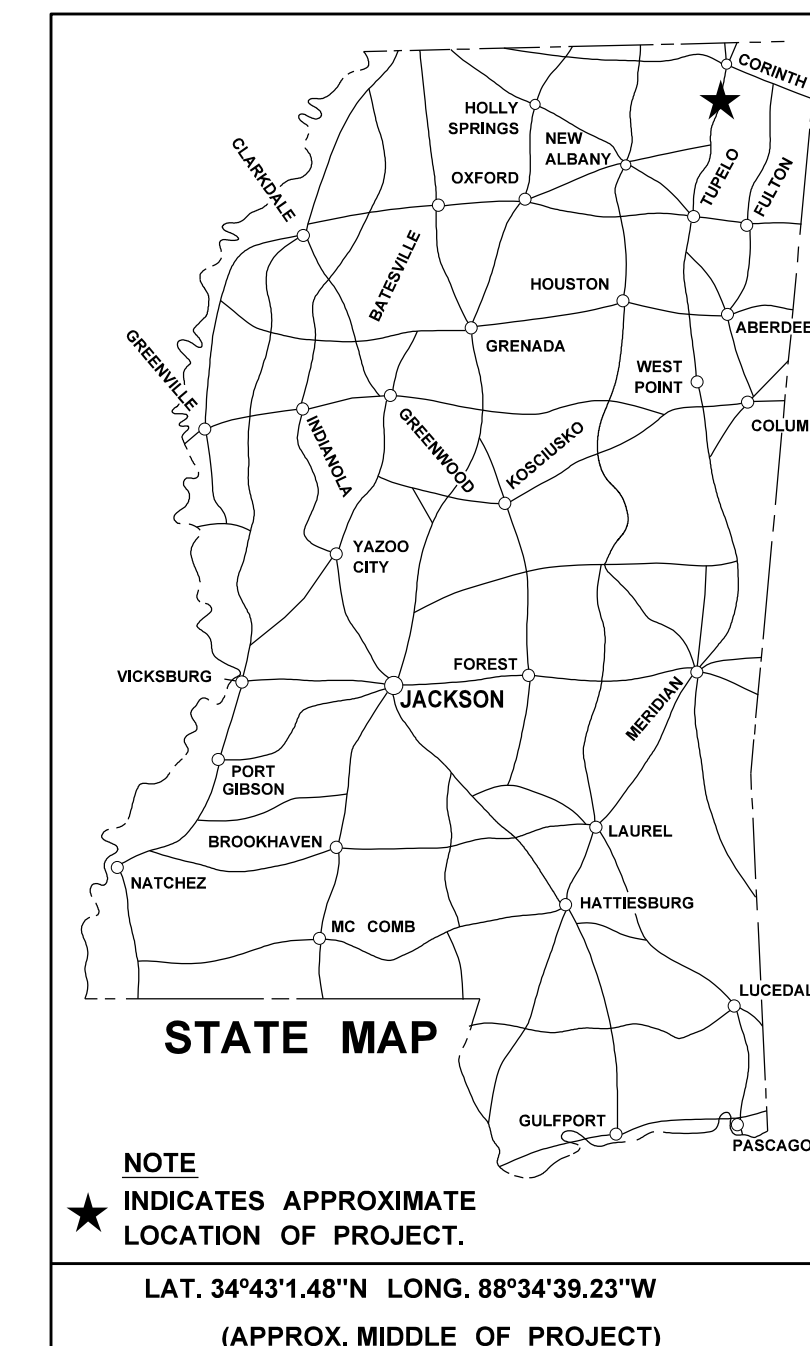 CORINTH
HOLLY
SPRINGS
NEW
ALBANY
CLARKDALE
OXFORD
TUPELO
FULTON
BATESVILLE
HOUSTON
ABERDEE
GREENVILLE
GRENADA
WEST
POINT
COLUM
INDIANOLA
GREENWOOD
KOSCIUSKO
YAZOO
CITY
VICKSBURG
FOREST
JACKSON
MERIDIAN
PORT
GIBSON
BROOKHAVEN
LAUREL
NATCHEZ
HATTIESBURG
MC COMB
LUCEDAL
STATE MAP
GULFPORT
PASCAGO
NOTE
INDICATES APPROXIMATE
LOCATION OF PROJECT.
LAT. 34º43'1.48"N LONG. 88º34'39.23"W
(APPROX. MIDDLE OF PROJECT)